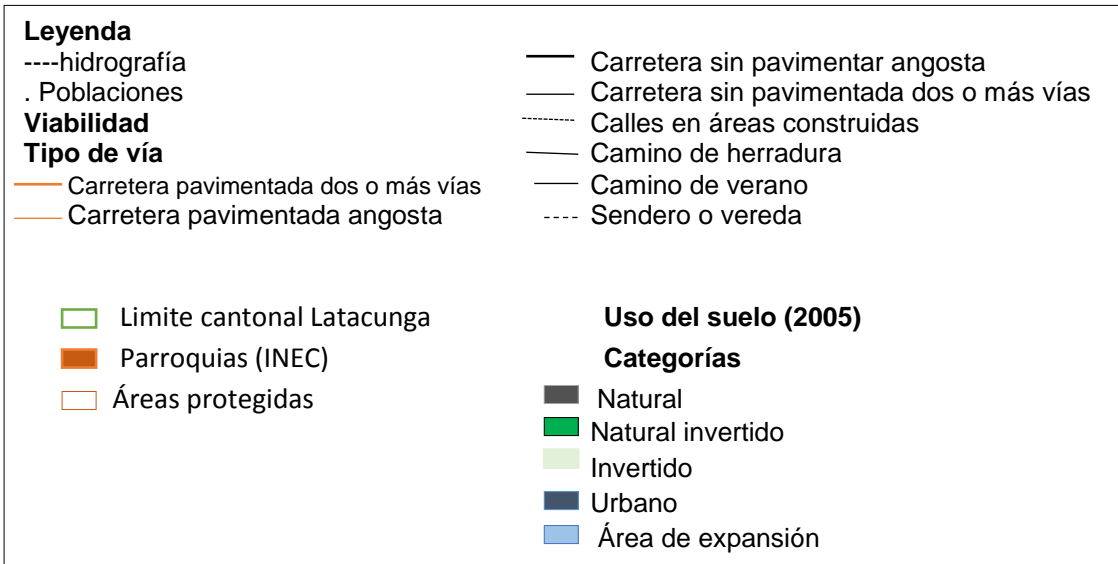 Leyenda
----hidrografía
. Poblaciones
Viabilidad
Tipo de vía
Carretera pavimentada dos o más vías
Carretera pavimentada angosta
Carretera sin pavimentar angosta
Carretera sin pavimentada dos o más vías
Calles en áreas construidas
Camino de herradura
Camino de verano
Sendero o vereda
Limite cantonal Latacunga
Parroquias (INEC)
Áreas protegidas
Uso del suelo (2005)
Categorías
Natural
Natural invertido
Invertido
Urbano
Área de expansión